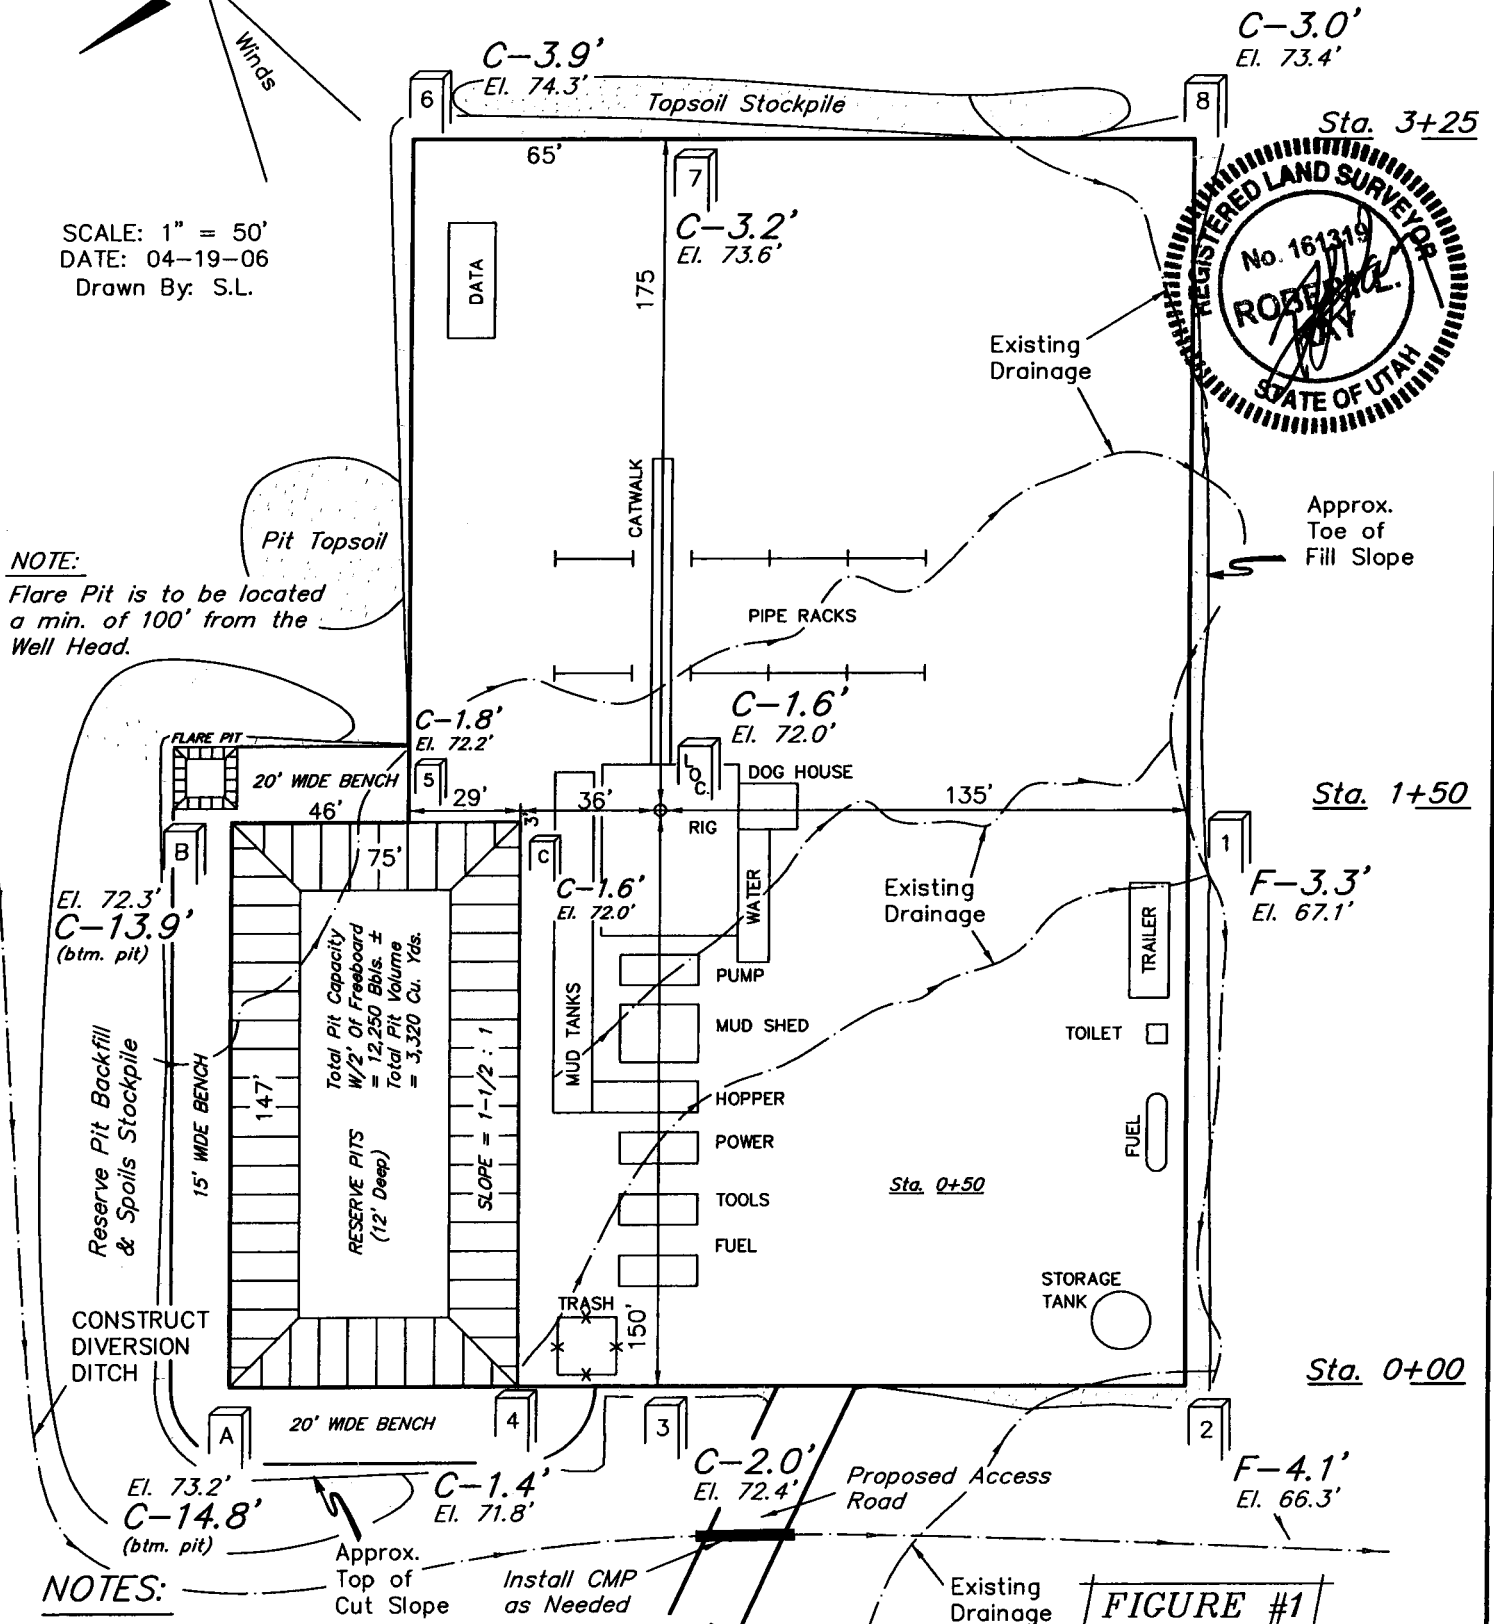 C-3.0'
El. 73.4'
C-3.9'
El. 74.3'
Winds
6
Topsoil Stockpile
8
Sta. 3+25
65'
7
C-3.2'
El. 73.6'
REGISTERED LAND SURVEYOR
No. 161319
ROBERT L.
KAY
STATE OF UTAH
SCALE: 1" = 50'
DATE: 04-19-06
Drawn By: S.L.
DATA
175
Existing
Drainage
CATWALK
Approx.
Toe of
Fill Slope
Pit Topsoil
NOTE:
Flare Pit is to be located
a min. of 100' from the
Well Head.
PIPE RACKS
C-1.8'
El. 72.2'
C-1.6'
El. 72.0'
FLARE PIT
20' WIDE BENCH
5
LOC.
DOG HOUSE
46'
29'
3'
36'
RIG
135'
Sta. 1+50
B
75'
C
1
El. 72.3'
C-13.9'
(btm. pit)
C-1.6'
El. 72.0'
WATER
Existing
Drainage
F-3.3'
El. 67.1'
TRAILER
Total Pit Capacity
W/2' Of Freeboard
= 12,250 Bbls. ±
Total Pit Volume
= 3,320 Cu. Yds.
PUMP
MUD TANKS
MUD SHED
TOILET
Reserve Pit Backfill
& Spoils Stockpile
15' WIDE BENCH
147'
RESERVE PITS
(12' Deep)
SLOPE = 1-1/2 : 1
HOPPER
POWER
FUEL
TOOLS
Sta. 0+50
FUEL
STORAGE
TANK
TRASH
150'
CONSTRUCT
DIVERSION
DITCH
Sta. 0+00
A
20' WIDE BENCH
4
3
2
El. 73.2'
C-14.8'
(btm. pit)
C-1.4'
El. 71.8'
C-2.0'
El. 72.4'
Proposed Access
Road
F-4.1'
El. 66.3'
Approx.
Top of
Cut Slope
Install CMP
as Needed
NOTES:
Existing
Drainage
FIGURE #1